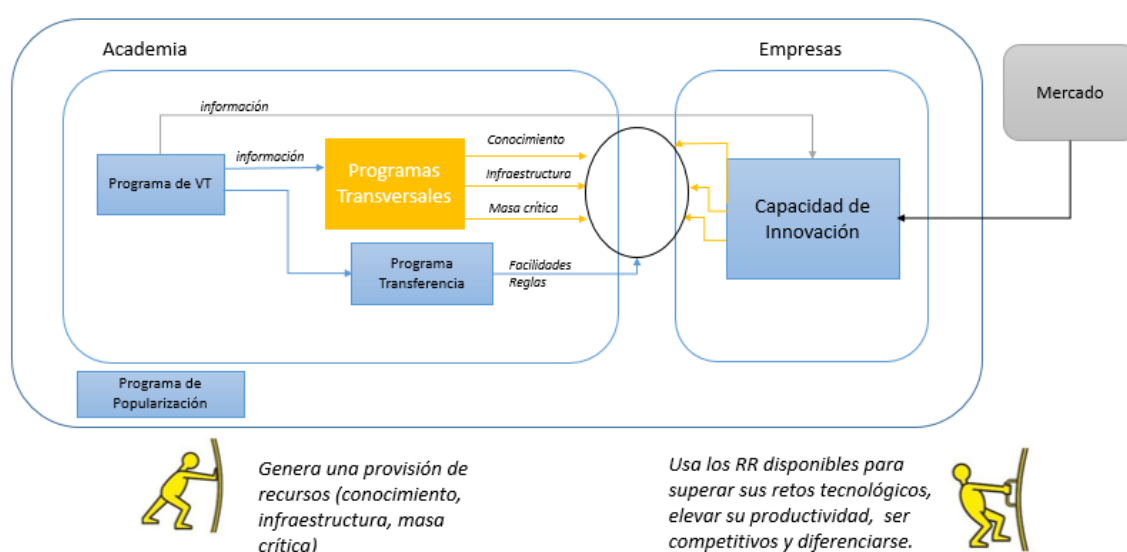 Academia
Empresas
Mercado
información
información
Programa de VT
Programas
Transversales
Conocimiento
Infraestructura
Masa crítica
Capacidad de
Innovación
Programa
Transferencia
Facilidades
Reglas
Programa de
Popularización
Genera una provisión de
recursos (conocimiento,
infraestructura, masa
crítica)
Usa los RR disponibles para
superar sus retos tecnológicos,
elevar su productividad, ser
competitivos y diferenciarse.